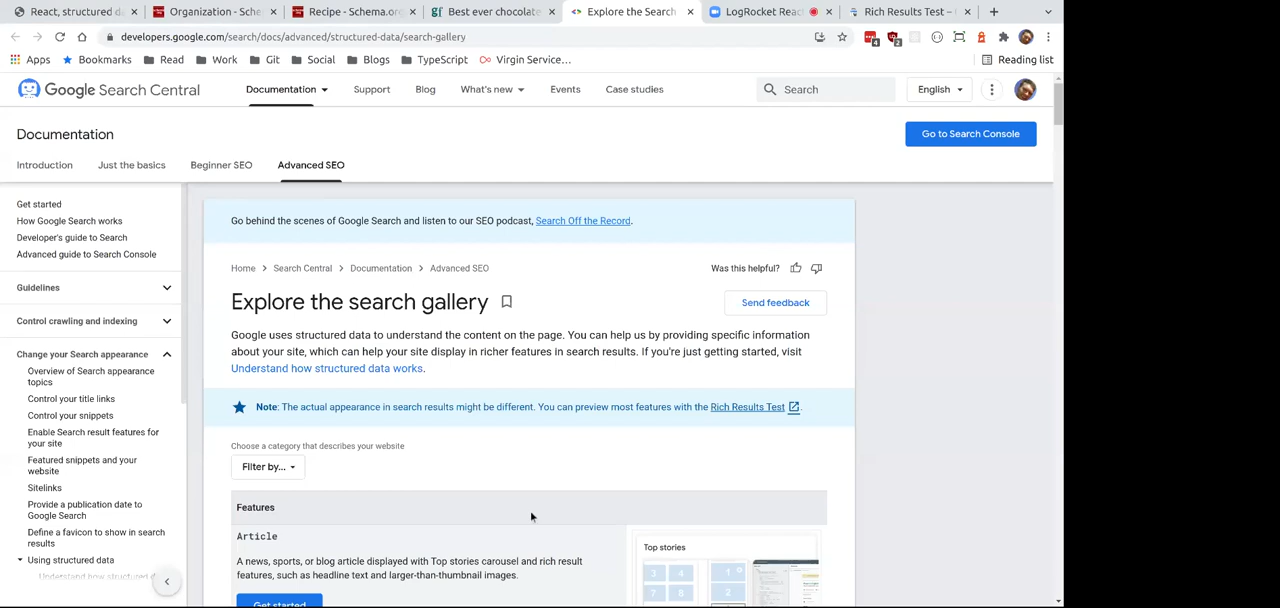 React, structured d
Organization - Sche
Recipe - Schema.or
Best ever chocolate
Explore the Search
LogRocket Reac
Rich Results Test –
developers.google.com/search/docs/advanced/structured-data/search-gallery
4
2
Apps
Bookmarks
Read
Work
Git
Social
Blogs
TypeScript
Virgin Service…
Reading list
Google Search Central
Documentation
Support
Blog
What's new
Events
Case studies
Search
English
Documentation
Go to Search Console
Introduction
Just the basics
Beginner SEO
Advanced SEO
Get started
How Google Search works
Developer's guide to Search
Advanced guide to Search Console
Guidelines
Control crawling and indexing
Change your Search appearance
Overview of Search appearance
topics
Control your title links
Control your snippets
Enable Search result features for
your site
Featured snippets and your
website
Sitelinks
Provide a publication date to
Google Search
Define a favicon to show in search
results
Using structured data
Understand how structured d
Go behind the scenes of Google Search and listen to our SEO podcast, Search Off the Record.
Home > Search Central > Documentation > Advanced SEO
Was this helpful?
Explore the search gallery
Send feedback
Google uses structured data to understand the content on the page. You can help us by providing specific information
about your site, which can help your site display in richer features in search results. If you're just getting started, visit
Understand how structured data works.
Note: The actual appearance in search results might be different. You can preview most features with the Rich Results Test.
Choose a category that describes your website
Filter by...
Features
Article
A news, sports, or blog article displayed with Top stories carousel and rich result
features, such as headline text and larger-than-thumbnail images.
Get started
Top stories
3 4 1
7 8 2